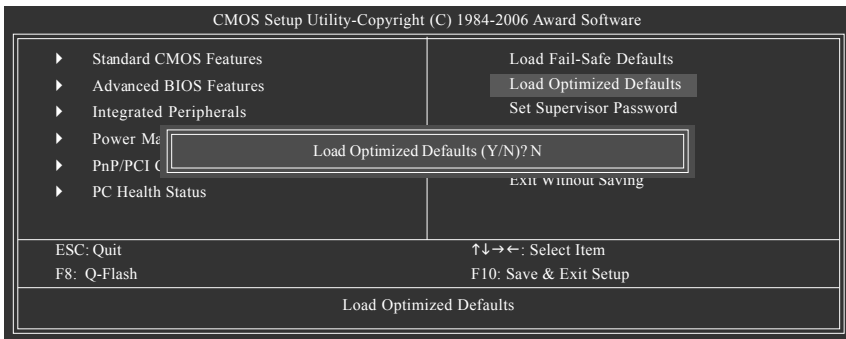 CMOS Setup Utility-Copyright (C) 1984-2006 Award Software
Standard CMOS Features
Advanced BIOS Features
Integrated Peripherals
Power Ma
PnP/PCI C
PC Health Status
Load Fail-Safe Defaults
Load Optimized Defaults
Set Supervisor Password
Exit Without Saving
Load Optimized Defaults (Y/N)? N
ESC: Quit
F8: Q-Flash
↑↓→←: Select Item
F10: Save & Exit Setup
Load Optimized Defaults